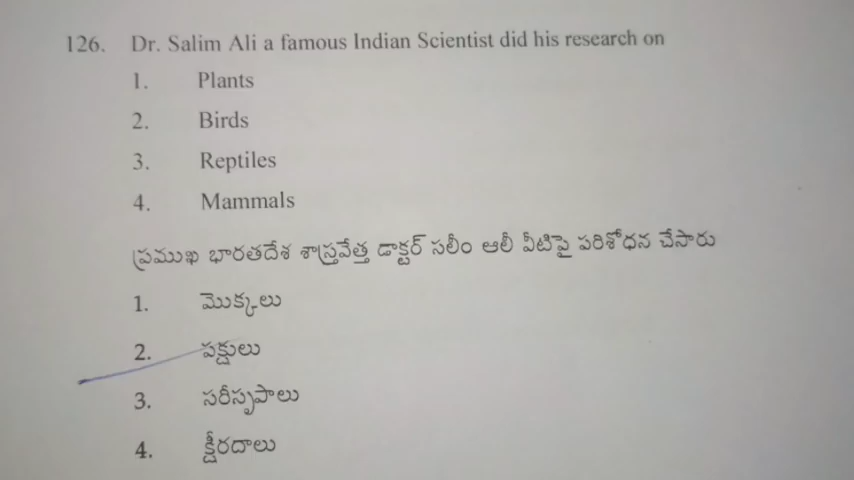 126. Dr. Salim Ali a famous Indian Scientist did his research on
1. Plants
2. Birds
3. Reptiles
4. Mammals
ప్రముఖ భారతదేశ శాస్త్రవేత్త డాక్టర్ సలీం ఆలీ వీటిపై పరిశోధన చేసారు
1. మొక్కలు
2. పక్షులు
3. సరీసృపాలు
4. క్షీరదాలు